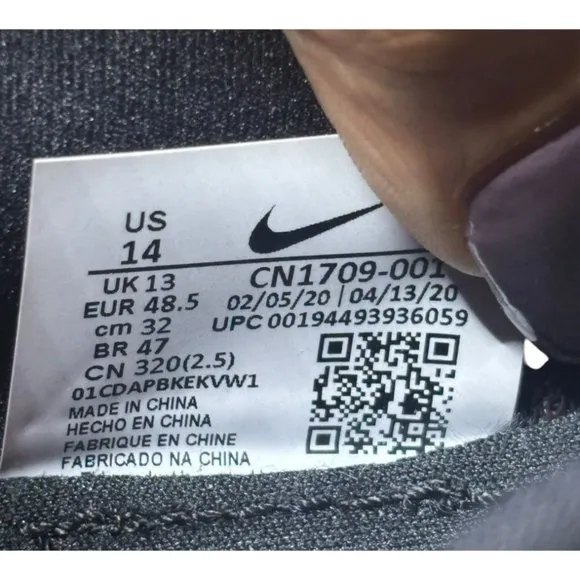 US
14
UK 13
EUR 48.5
cm 32
BR 47
CN 320(2.5)
01CDAPBKEKVW1
MADE IN CHINA
HECHO EN CHINA
FABRIQUE EN CHINE
FABRICADO NA CHINA
CN1709-001
02/05/20 | 04/13/20
UPC 00194493936059